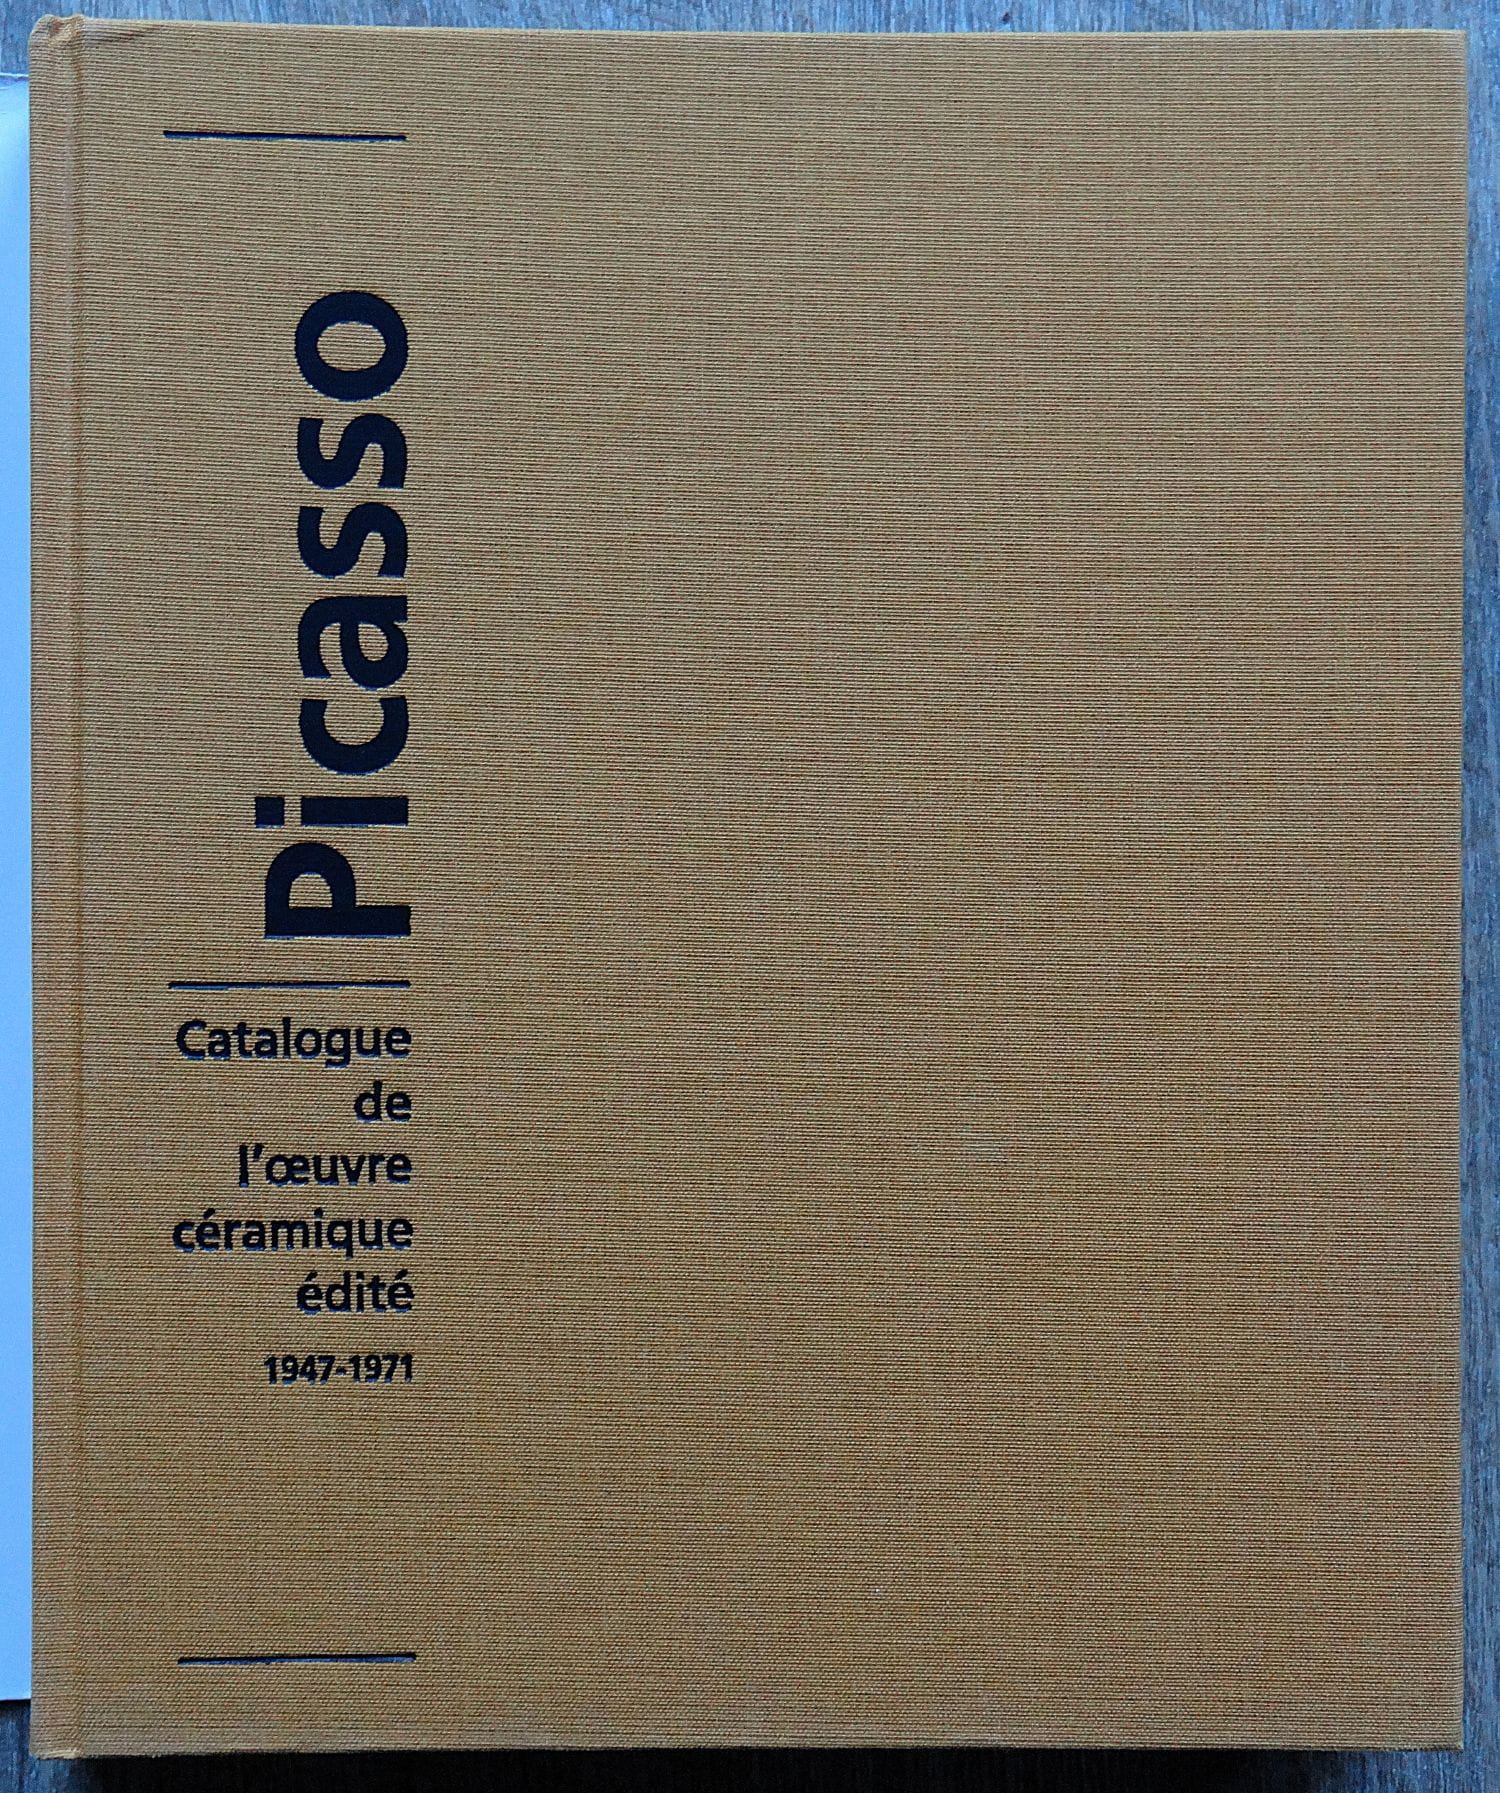 Picasso
Catalogue
de
l'œuvre
céramique
édité
1947-1971